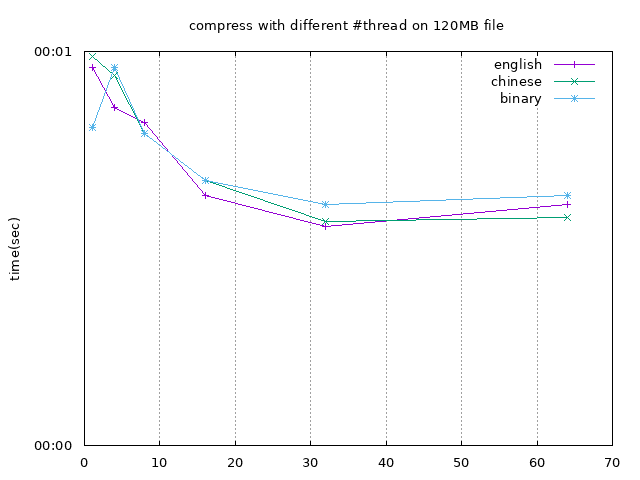 compress with different #thread on 120MB file
00:01
english
chinese
binary
time(sec)
00:00
0 10 20 30 40 50 60 70